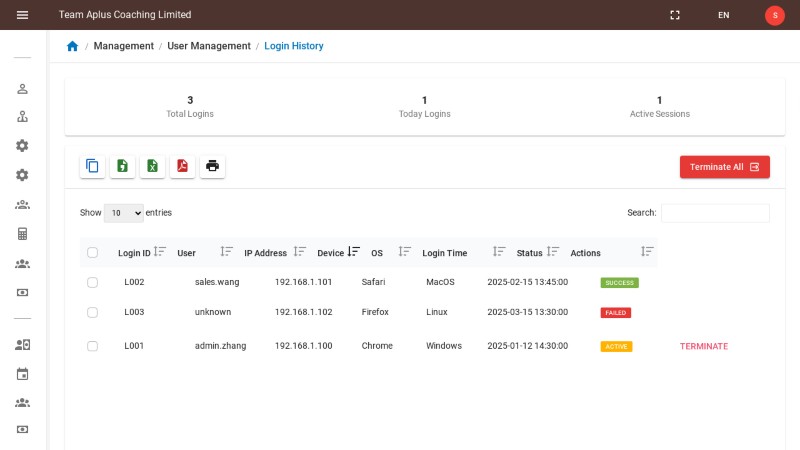 Team Aplus Coaching Limited EN S
/ Management / User Management / Login History
3 1 1
Total Logins Today Logins Active Sessions
Terminate All
Show 10 entries Search:
Login ID User IP Address Device OS Login Time Status Actions
L002 sales.wang 192.168.1.101 Safari MacOS 2025-02-15 13:45:00 SUCCESS
L003 unknown 192.168.1.102 Firefox Linux 2025-03-15 13:30:00 FAILED
L001 admin.zhang 192.168.1.100 Chrome Windows 2025-01-12 14:30:00 ACTIVE TERMINATE